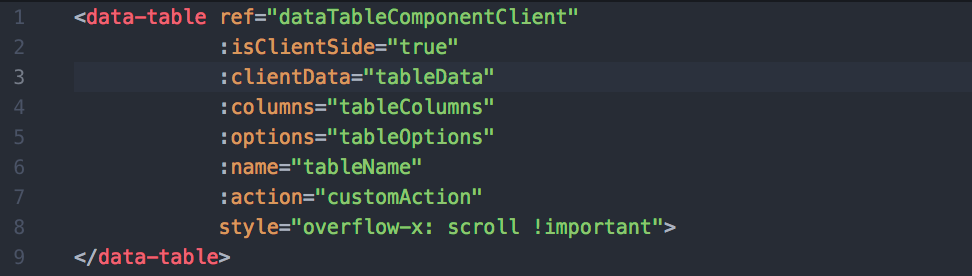 1 <data-table ref="dataTableComponentClient"
2 :isClientSide="true"
3 :clientData="tableData"
4 :columns="tableColumns"
5 :options="tableOptions"
6 :name="tableName"
7 :action="customAction"
8 style="overflow-x: scroll !important">
9 </data-table>